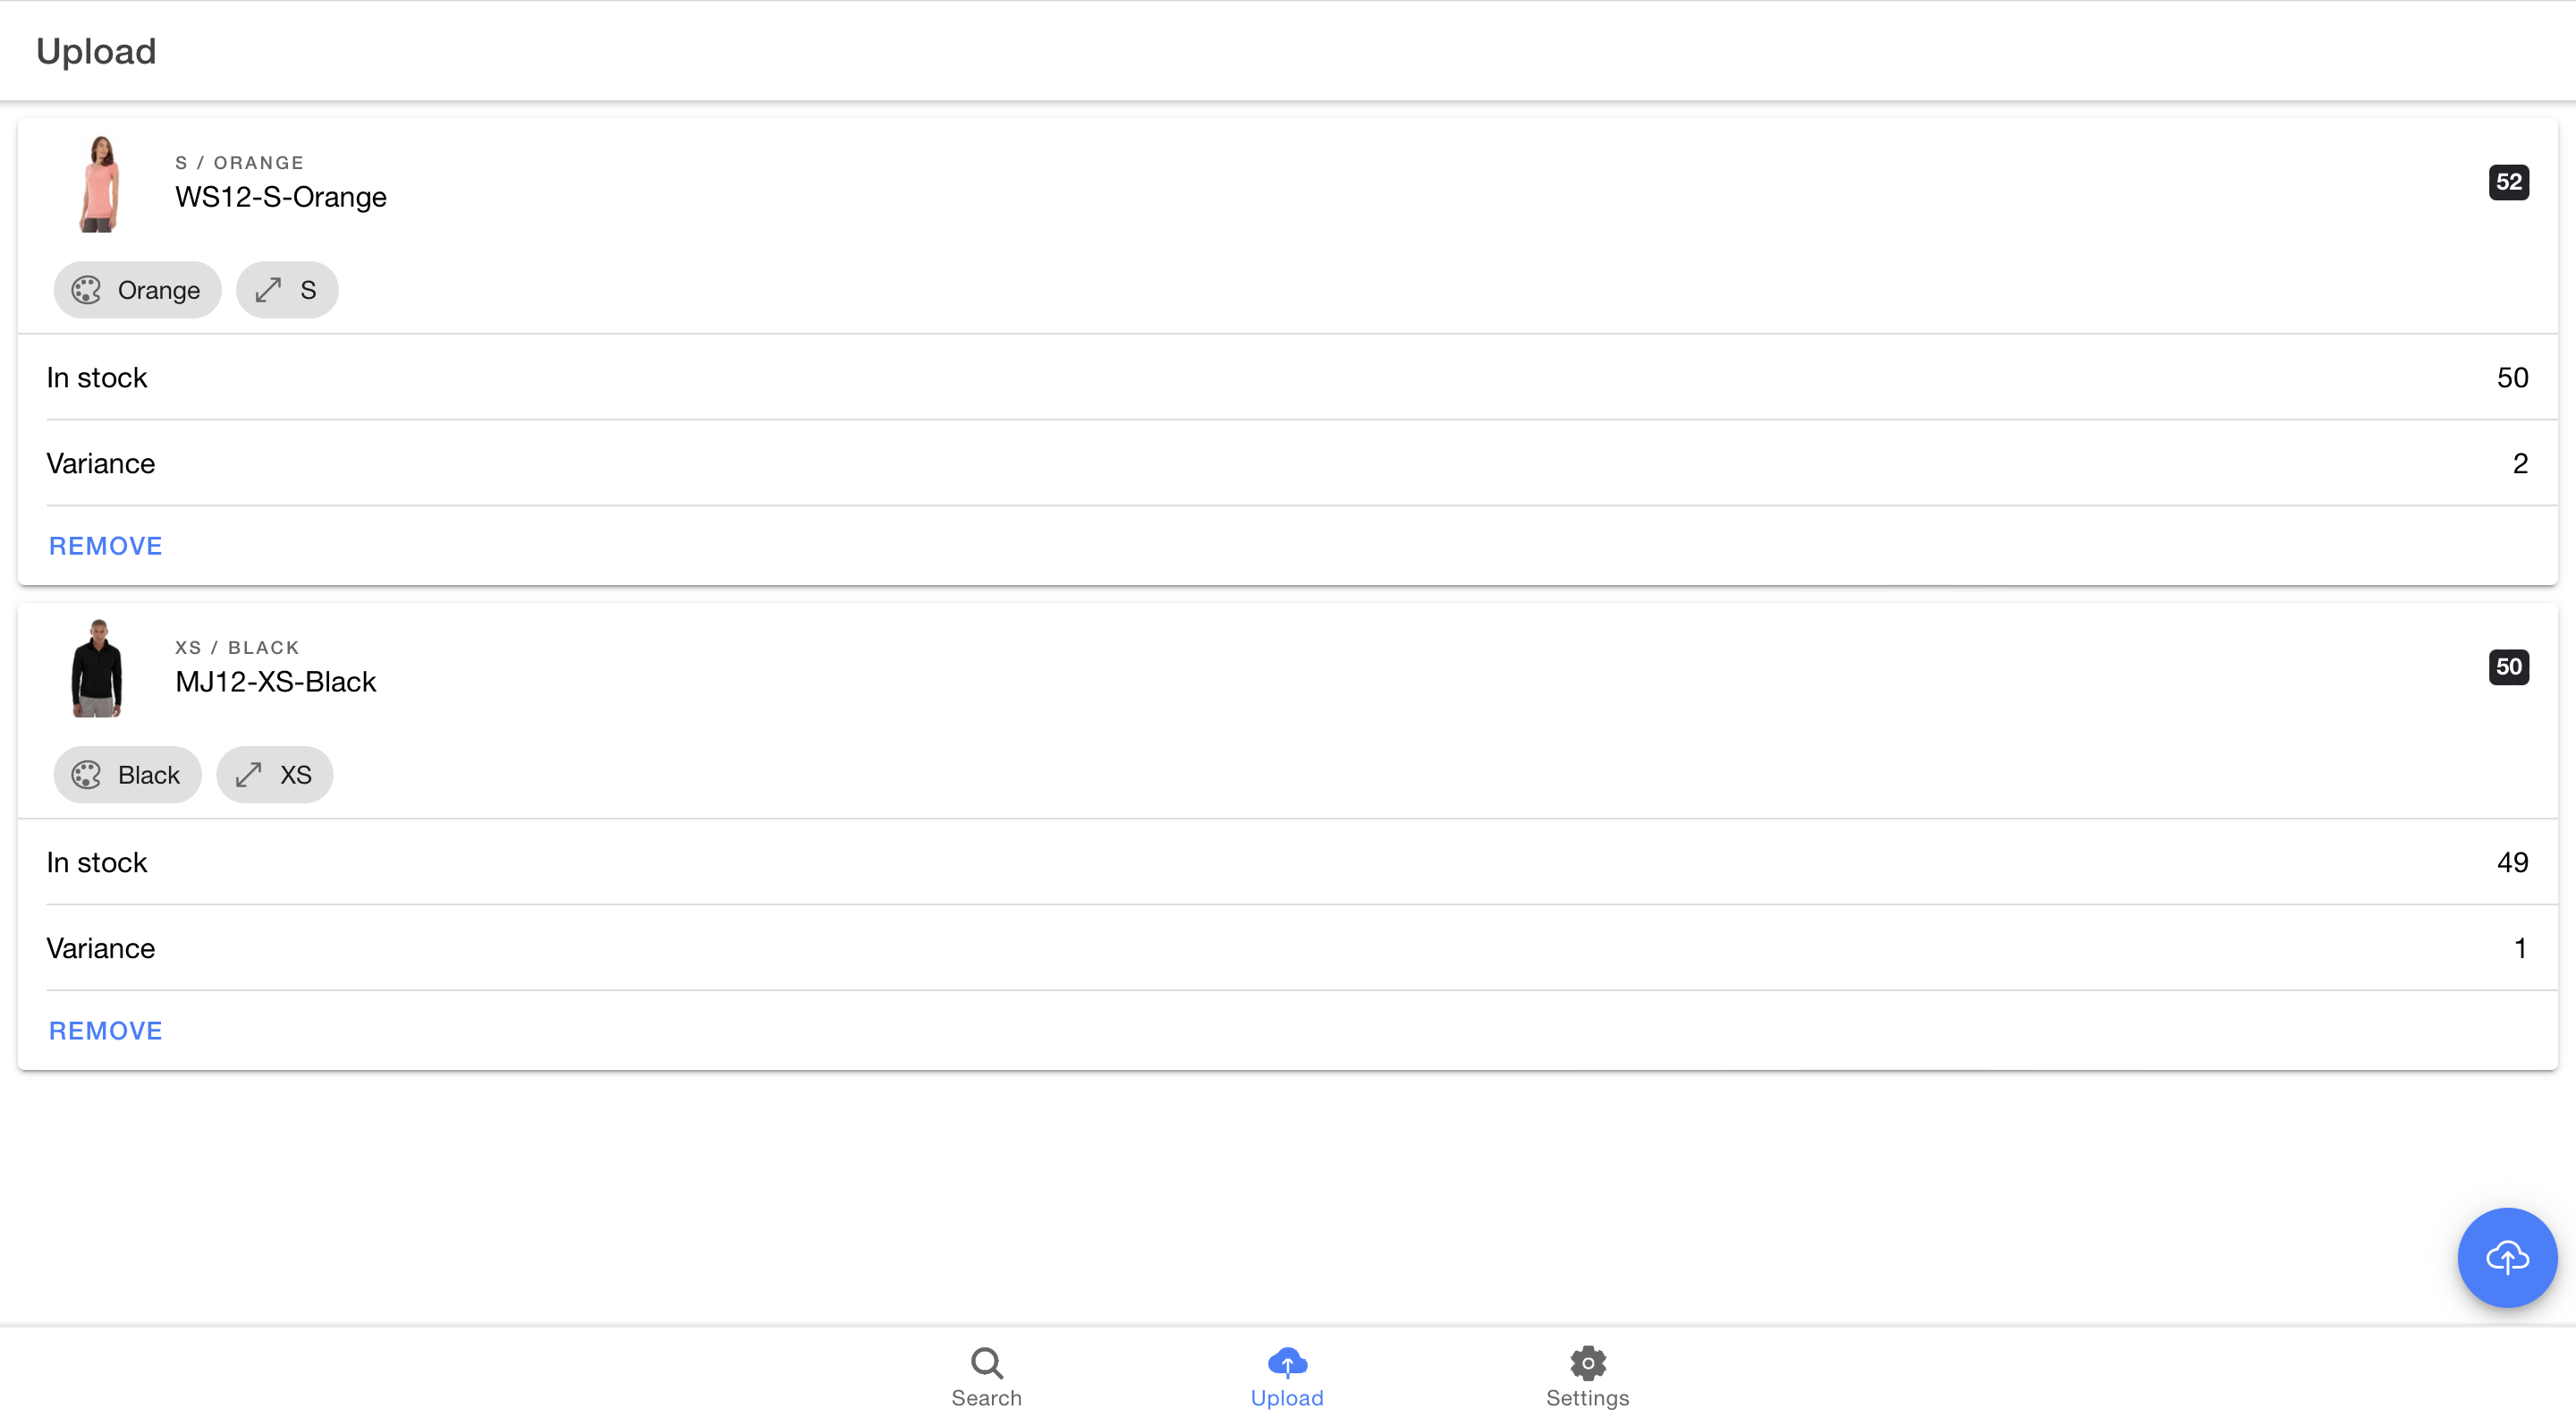 Upload
S / ORANGE
WS12-S-Orange
52
Orange
S
In stock
50
Variance
2
REMOVE
XS / BLACK
MJ12-XS-Black
50
Black
XS
In stock
49
Variance
1
REMOVE
Search
Upload
Settings